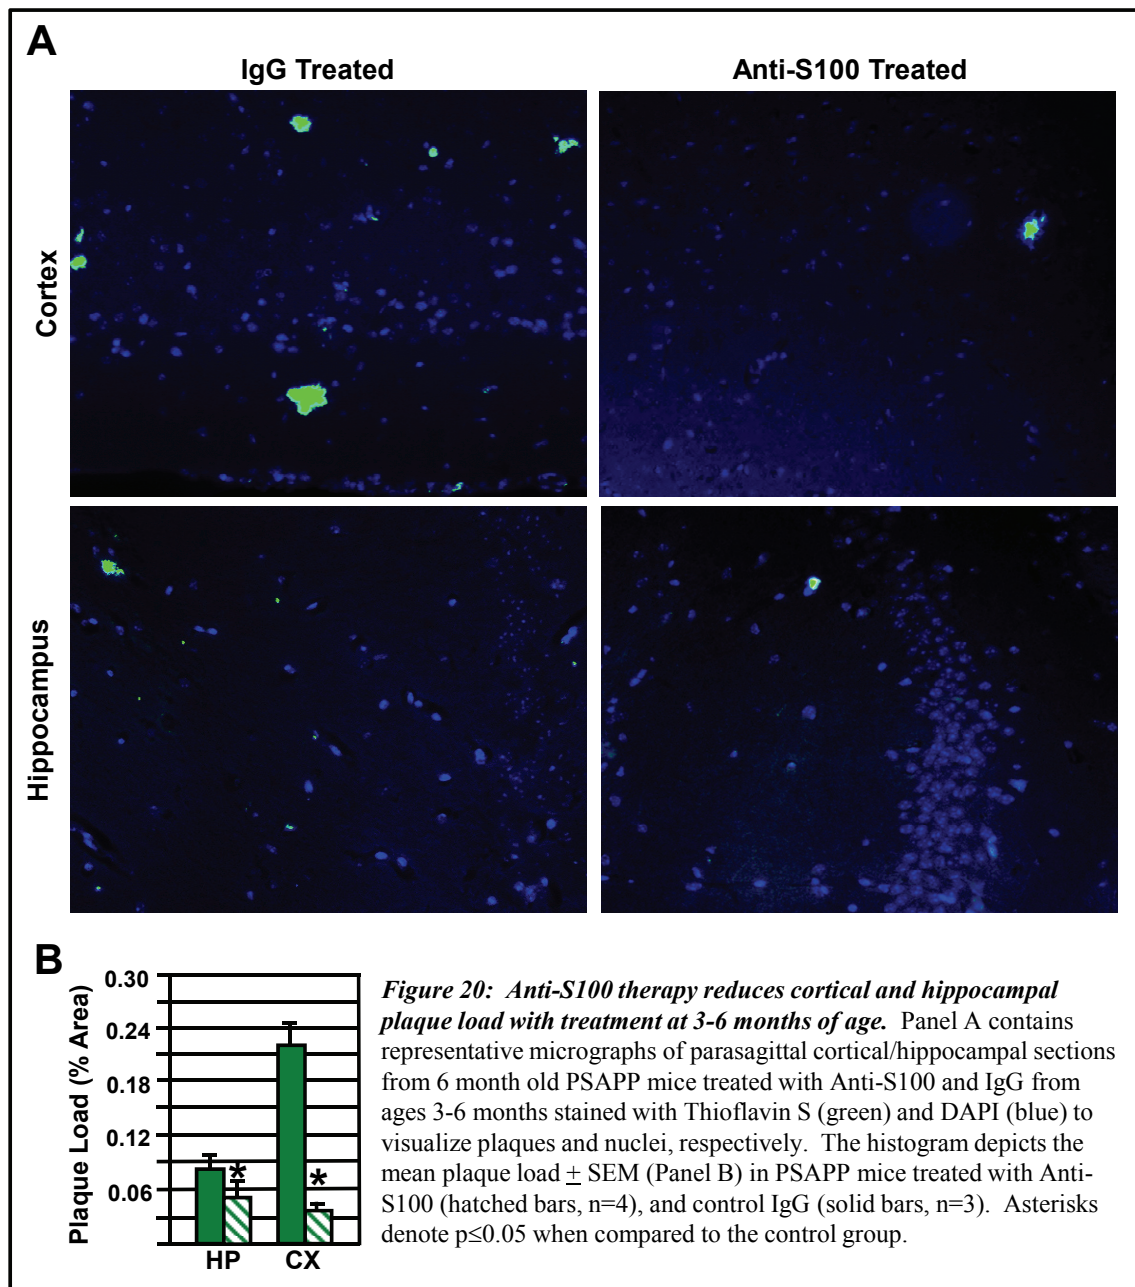 A
IgG Treated
Anti-S100 Treated
Cortex
Hippocampus
B
Plaque Load (% Area)
0.30
0.24
0.18
0.12
0.06
*
*
HP
CX
Figure 20: Anti-S100 therapy reduces cortical and hippocampal
plaque load with treatment at 3-6 months of age. Panel A contains
representative micrographs of parasagittal cortical/hippocampal sections
from 6 month old PSAPP mice treated with Anti-S100 and IgG from
ages 3-6 months stained with Thioflavin S (green) and DAPI (blue) to
visualize plaques and nuclei, respectively. The histogram depicts the
mean plaque load ± SEM (Panel B) in PSAPP mice treated with Anti-
S100 (hatched bars, n=4), and control IgG (solid bars, n=3). Asterisks
denote p≤0.05 when compared to the control group.